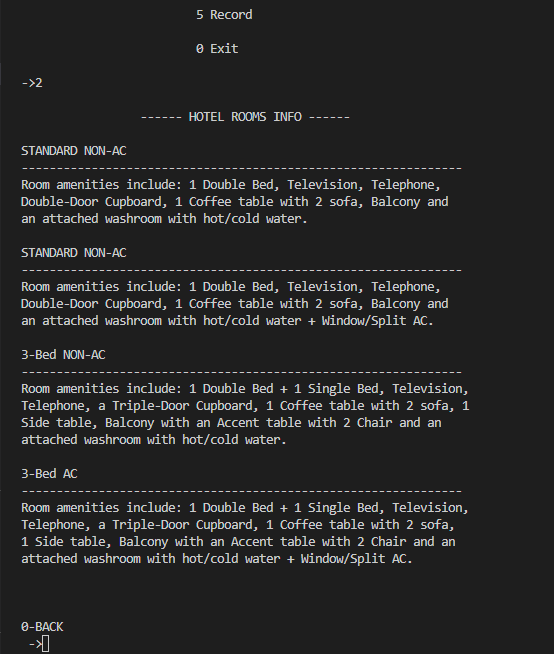 5 Record
0 Exit
->2
------ HOTEL ROOMS INFO ------
STANDARD NON-AC
---------------------------------------------------------------
Room amenities include: 1 Double Bed, Television, Telephone,
Double-Door Cupboard, 1 Coffee table with 2 sofa, Balcony and
an attached washroom with hot/cold water.
STANDARD NON-AC
---------------------------------------------------------------
Room amenities include: 1 Double Bed, Television, Telephone,
Double-Door Cupboard, 1 Coffee table with 2 sofa, Balcony and
an attached washroom with hot/cold water + Window/Split AC.
3-Bed NON-AC
---------------------------------------------------------------
Room amenities include: 1 Double Bed + 1 Single Bed, Television,
Telephone, a Triple-Door Cupboard, 1 Coffee table with 2 sofa, 1
Side table, Balcony with an Accent table with 2 Chair and an
attached washroom with hot/cold water.
3-Bed AC
---------------------------------------------------------------
Room amenities include: 1 Double Bed + 1 Single Bed, Television,
Telephone, a Triple-Door Cupboard, 1 Coffee table with 2 sofa,
1 Side table, Balcony with an Accent table with 2 Chair and an
attached washroom with hot/cold water + Window/Split AC.
0-BACK
->